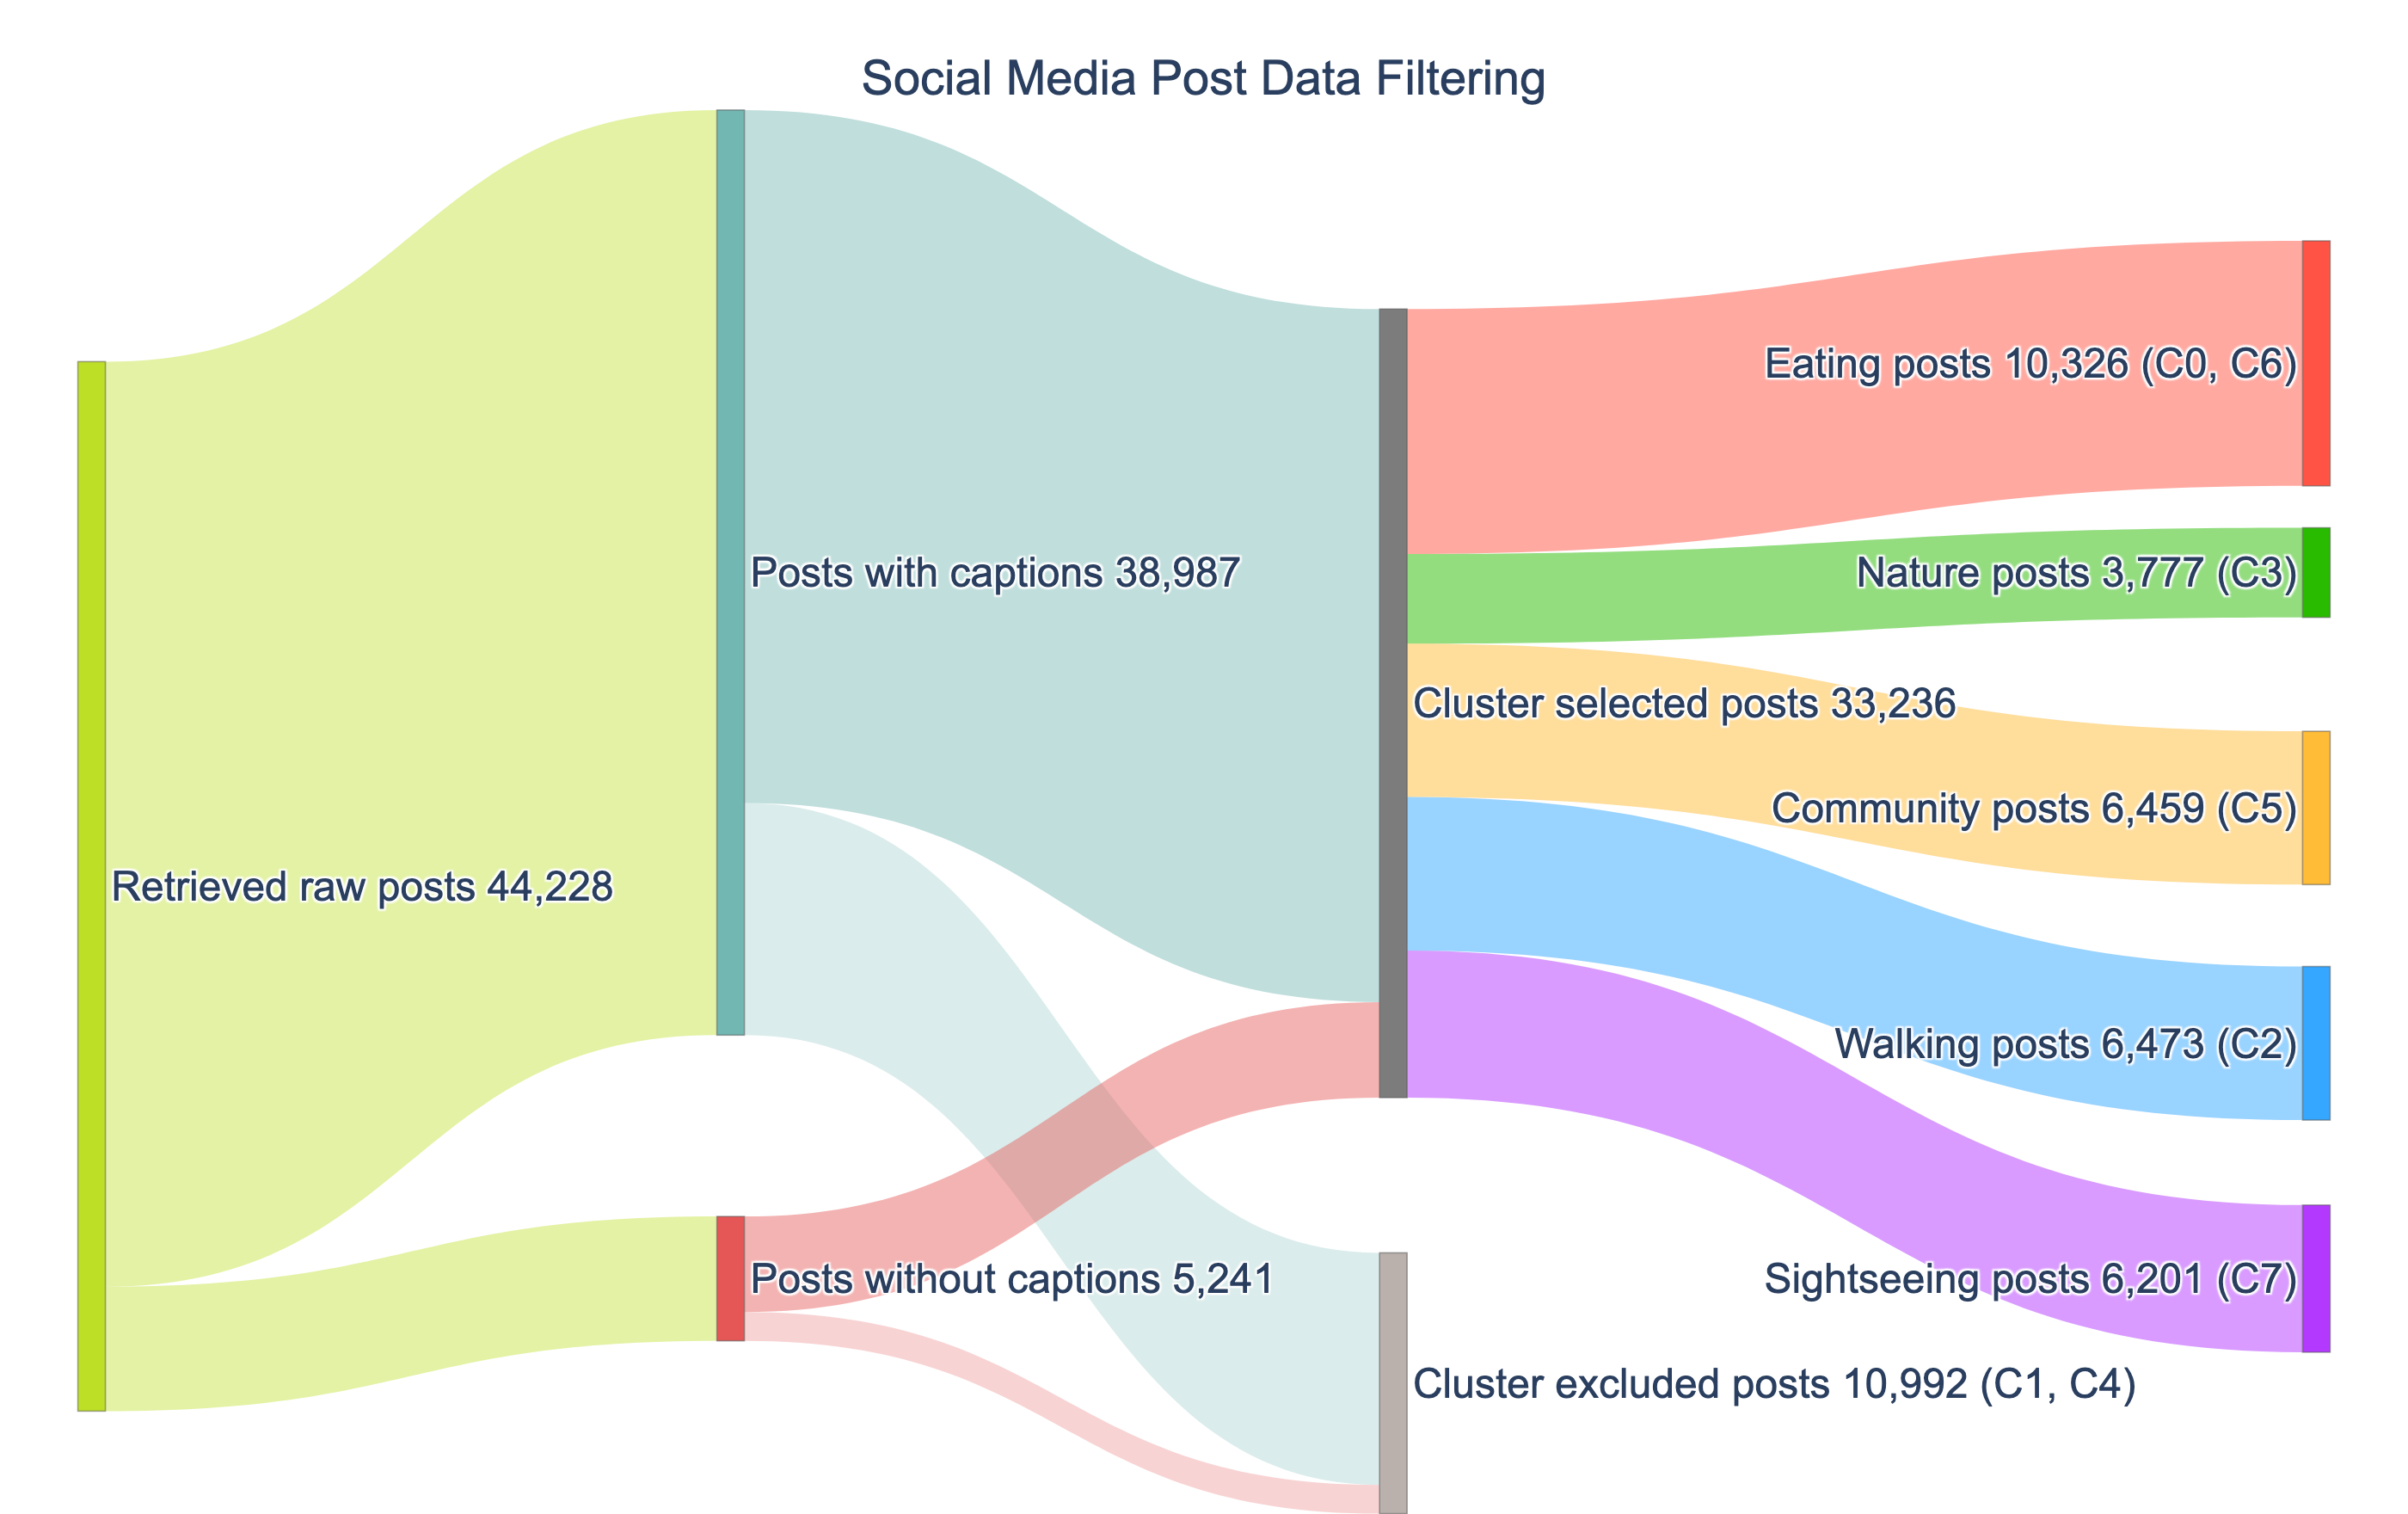 Social Media Post Data Filtering
Retrieved raw posts 44,228
Posts with captions 38,987
Posts without captions 5,241
Cluster selected posts 33,236
Cluster excluded posts 10,992 (C1, C4)
Eating posts 10,326 (C0, C6)
Nature posts 3,777 (C3)
Community posts 6,459 (C5)
Walking posts 6,473 (C2)
Sightseeing posts 6,201 (C7)